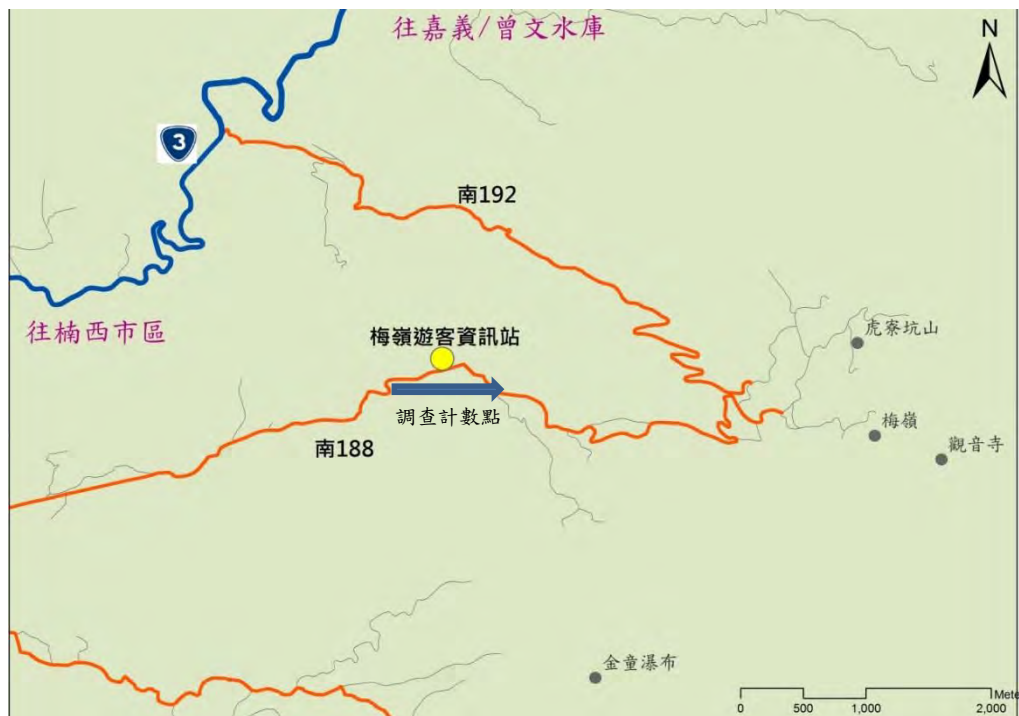 往嘉義/曾文水庫
N
3
南192
往楠西市區
梅嶺遊客資訊站
虎寮坑山
調查計數點
梅嶺
南188
觀音寺
金童瀑布
Mete
0 500 1,000 2,000